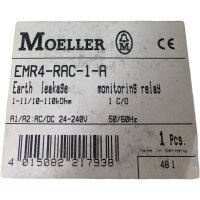 MOELLER
CE
EMR4-RAC-1-A
Earth leakage monitoring relay
1-11/10-110kOhm 1 C/O
A1/A2:AC/DC 24-240V 50/60Hz
1 Pcs.
Made in Germany
4 015082 217938
481